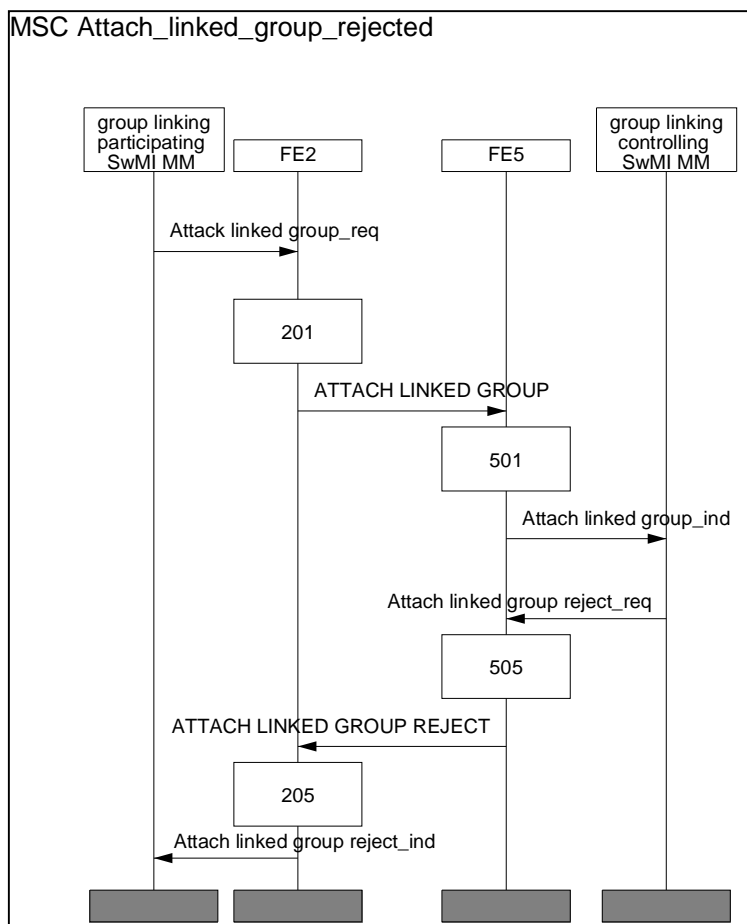 MSC Attach_linked_group_rejected
group linking
participating
SwMI MM
FE2
FE5
group linking
controlling
SwMI MM
Attack linked group_req
201
ATTACH LINKED GROUP
501
Attach linked group_ind
Attach linked group reject_req
505
ATTACH LINKED GROUP REJECT
205
Attach linked group reject_ind